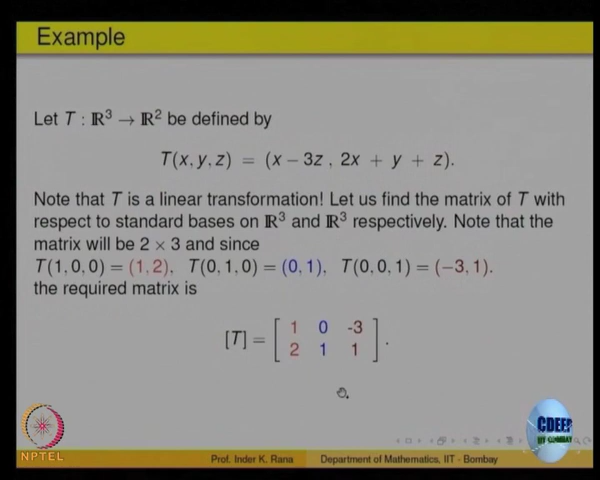 Example
Let T : ℝ³ → ℝ² be defined by
T(x, y, z) = (x − 3z , 2x + y + z).
Note that T is a linear transformation! Let us find the matrix of T with
respect to standard bases on ℝ³ and ℝ³ respectively. Note that the
matrix will be 2 × 3 and since
T(1, 0, 0) = (1, 2), T(0, 1, 0) = (0, 1), T(0, 0, 1) = (−3, 1).
the required matrix is
[T] = [ 1 0 -3
2 1 1 ] .
NPTEL
CDEEP
IIT BOMBAY
Prof. Inder K. Rana Department of Mathematics, IIT - Bombay